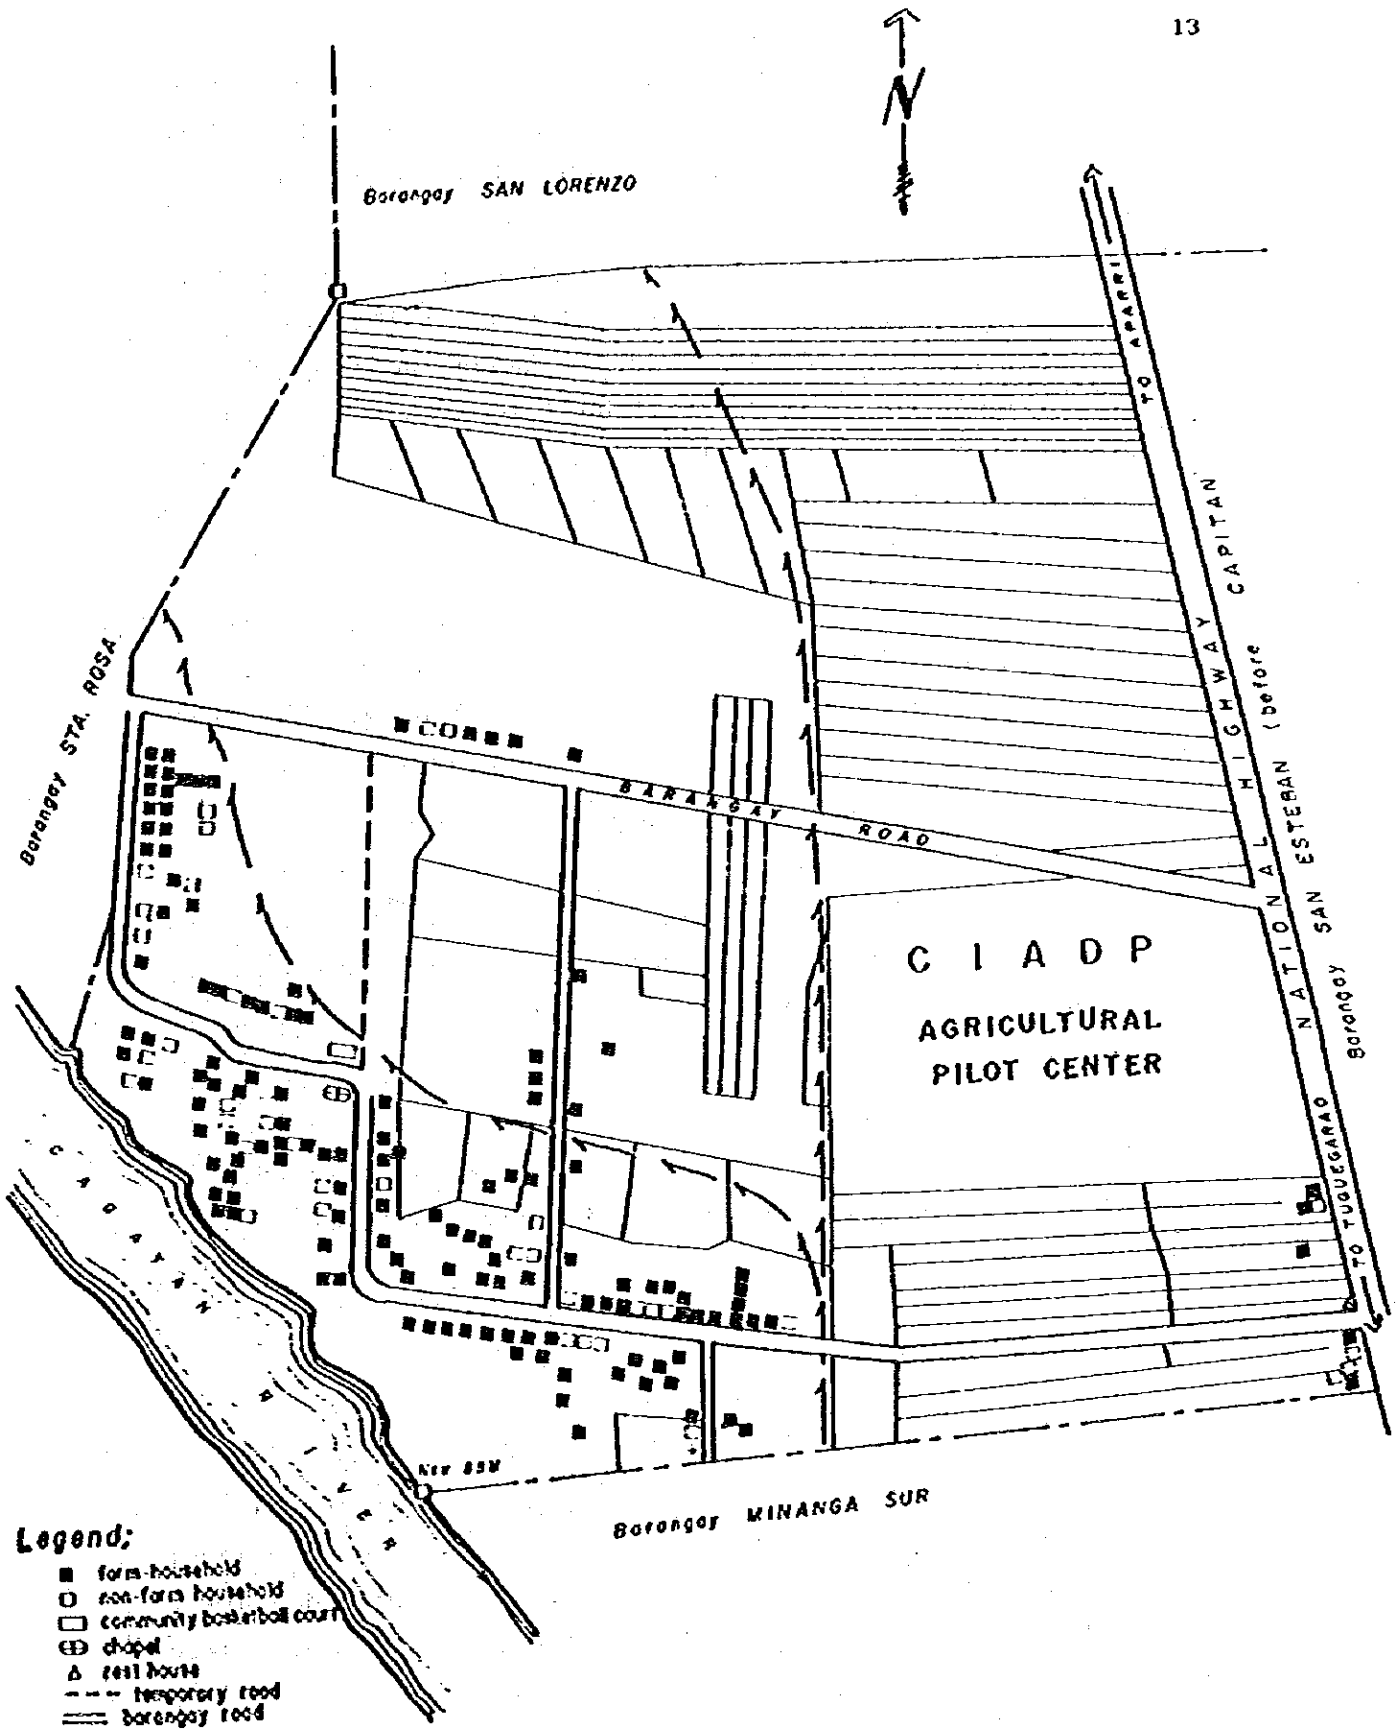 13
N
Barangay SAN LORENZO
TO APARRI
NATIONAL HIGHWAY
Barangay SAN ESTEBAN (before CAPITAN
Barangay STA. ROSA
BARANGAY ROAD
C I A D P
AGRICULTURAL
PILOT CENTER
TO TUGUEGARAO
CAGAYAN RIVER
Barangay MINANGA SUR
Legend:
farm-household
non-farm household
community basketball court
chapel
rest house
temporary road
barangay road